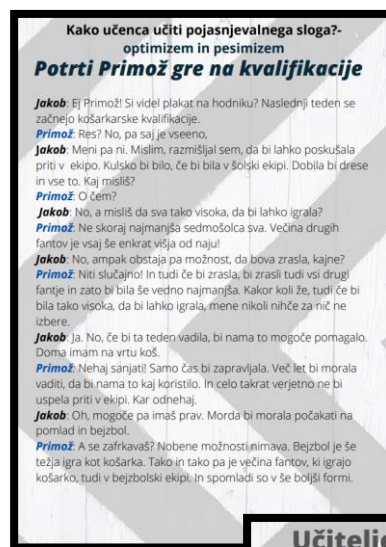 Kako učenca učiti pojasnjevalnega sloga?-
optimizem in pesimizem
Potrti Primož gre na kvalifikacije
Jakob: Ej Primož! Si videl plakat na hodniku? Naslednji teden se
začnejo košarkarske kvalifikacije.
Primož: Res? No, pa saj je vseeno,
Jakob: Meni pa ni. Mislim, razmišljal sem, da bi lahko poskušala
priti v ekipo. Kulsko bi bilo, če bi bila v šolski ekipi. Dobila bi drese
in vse to. Kaj misliš?
Primož: O čem?
Jakob: No, a misliš da sva tako visoka, da bi lahko igrala?
Primož: Ne skoraj najmanjša sedmošolca sva. Večina drugih
fantov je vsaj še enkrat višja od naju!
Jakob: No, ampak obstaja pa možnost, da bova zrasla, kajne?
Primož: Niti slučajno! In tudi če bi zrasla, bi zrasli tudi vsi drugi
fantje in zato bi bila še vedno najmanjša. Kakor koli že, tudi če bi
bila tako visoka, da bi lahko igrala, mene nikoli nihče za nič ne
izbere.
Jakob: Ja. No, če bi ta teden vadila, bi nama to mogoče pomagalo.
Doma imam na vrtu koš.
Primož: Nehaj sanjati! Samo čas bi zapravljala. Več let bi morala
vaditi, da bi nama to kaj koristilo. In celo takrat verjetno ne bi
uspela priti v ekipo. Kar odnehaj.
Jakob: Oh, mogoče pa imaš prav. Morda bi morala počakati na
pomlad in bejzbol.
Primož: A se zafrkavaš? Nobene možnosti nimava. Bejzbol je še
težja igra kot košarka. Tako in tako pa je večina fantov, ki igrajo
košarko, tudi v bejzbolski ekipi. In spomladi so v še boljši formi.